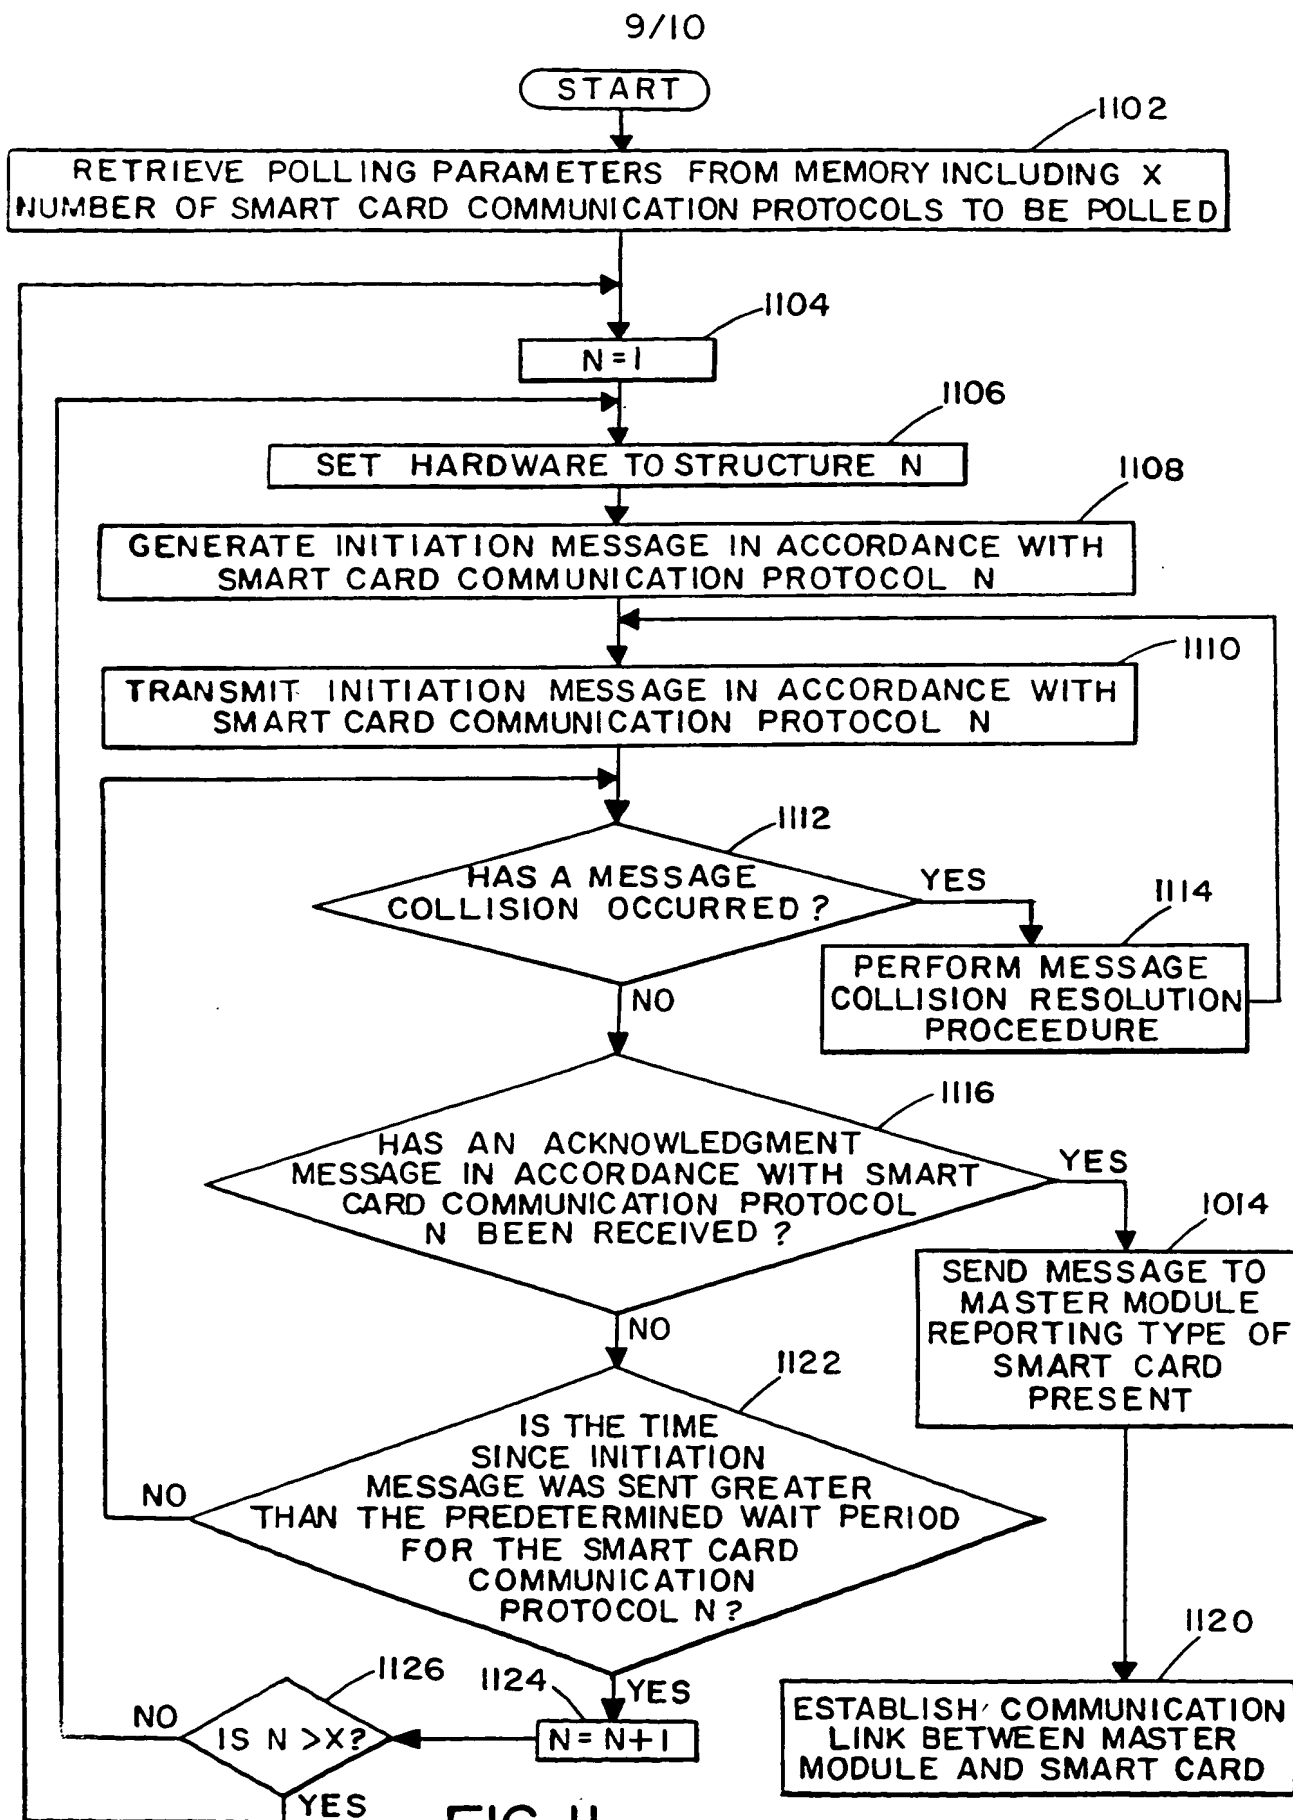 9/10
START
1102
RETRIEVE POLLING PARAMETERS FROM MEMORY INCLUDING X
NUMBER OF SMART CARD COMMUNICATION PROTOCOLS TO BE POLLED
1104
N=1
1106
SET HARDWARE TO STRUCTURE N
1108
GENERATE INITIATION MESSAGE IN ACCORDANCE WITH
SMART CARD COMMUNICATION PROTOCOL N
1110
TRANSMIT INITIATION MESSAGE IN ACCORDANCE WITH
SMART CARD COMMUNICATION PROTOCOL N
1112
HAS A MESSAGE
COLLISION OCCURRED?
YES
1114
PERFORM MESSAGE
COLLISION RESOLUTION
PROCEEDURE
NO
1116
HAS AN ACKNOWLEDGMENT
MESSAGE IN ACCORDANCE WITH SMART
CARD COMMUNICATION PROTOCOL
N BEEN RECEIVED?
YES
1014
SEND MESSAGE TO
MASTER MODULE
REPORTING TYPE OF
SMART CARD
PRESENT
NO
1122
IS THE TIME
SINCE INITIATION
MESSAGE WAS SENT GREATER
THAN THE PREDETERMINED WAIT PERIOD
FOR THE SMART CARD
COMMUNICATION
PROTOCOL N?
NO
YES
1124
N=N+1
1126
IS N>X?
NO
YES
1120
ESTABLISH COMMUNICATION
LINK BETWEEN MASTER
MODULE AND SMART CARD
FIG. 11